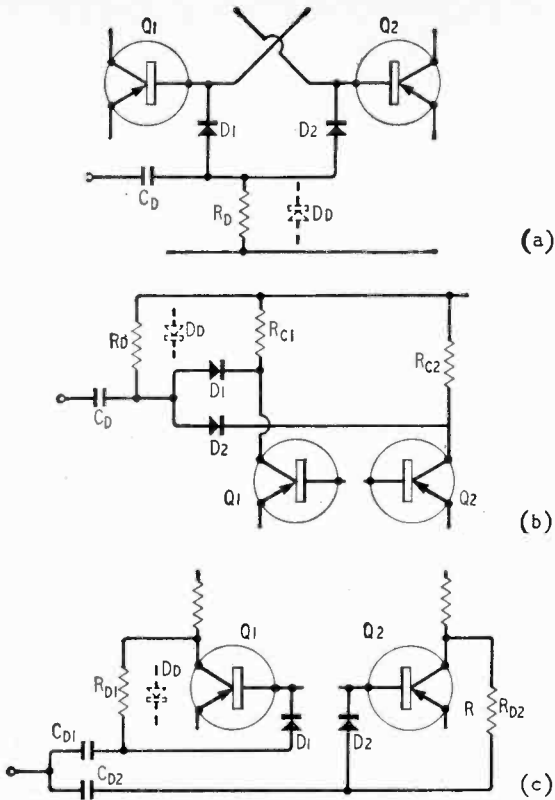 Q1 Q2
D1 D2
CD
RD DD
(a)
RD DD RC1
RC2
D1
CD
D2
Q1 Q2
(b)
Q1 Q2
RD1 DD
R RD2
CD1 D1 D2
CD2
(c)